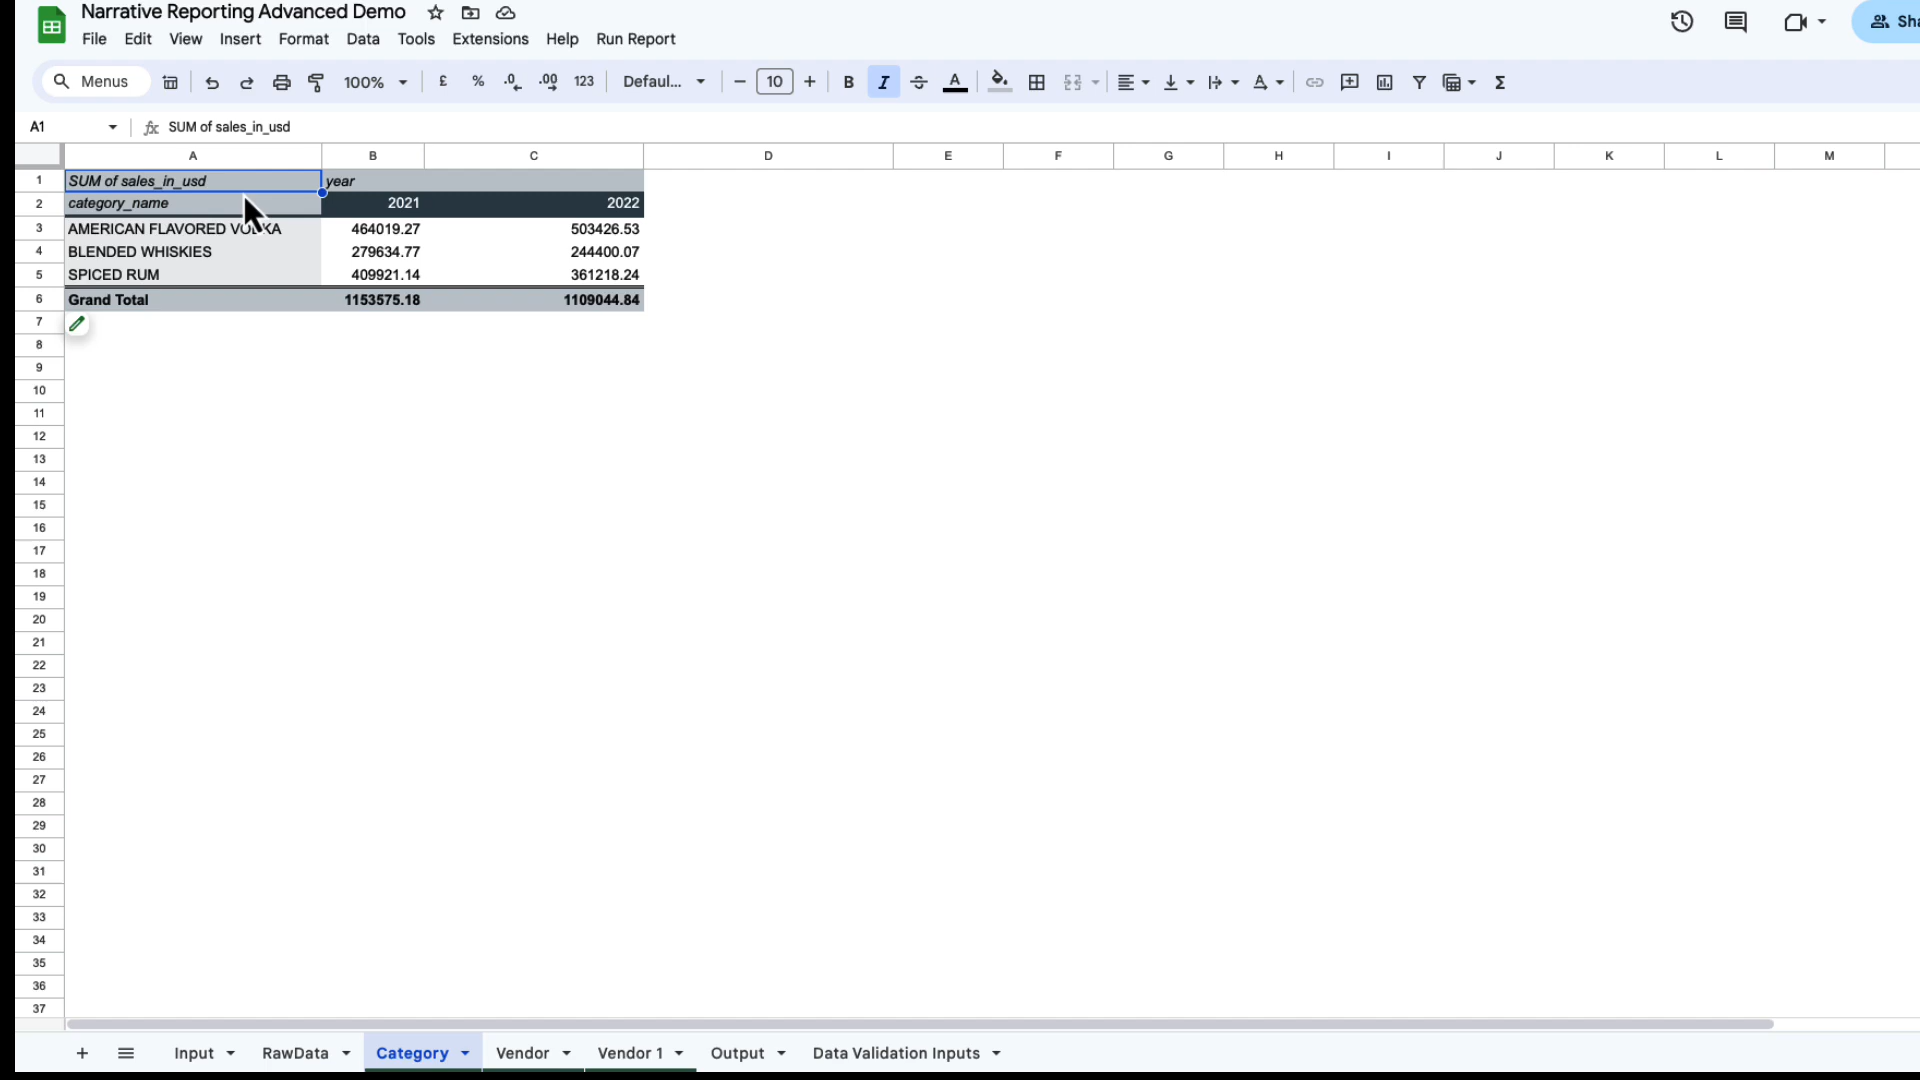 Narrative Reporting Advanced Demo
File Edit View Insert Format Data Tools Extensions Help Run Report
Menus 100% £ % .0 .00 123 Defaul... 10 B I A
A1 SUM of sales_in_usd
A B C D E F G H I J K L M
1 SUM of sales_in_usd year
2 category_name 2021 2022
3 AMERICAN FLAVORED 464019.27 503426.53
4 BLENDED WHISKIES 279634.77 244400.07
5 SPICED RUM 409921.14 361218.24
6 Grand Total 1153575.18 1109044.84
7
8
9
10
11
12
13
14
15
16
17
18
19
20
21
22
23
24
25
26
27
28
29
30
31
32
33
34
35
36
37
Input RawData Category Vendor Vendor 1 Output Data Validation Inputs